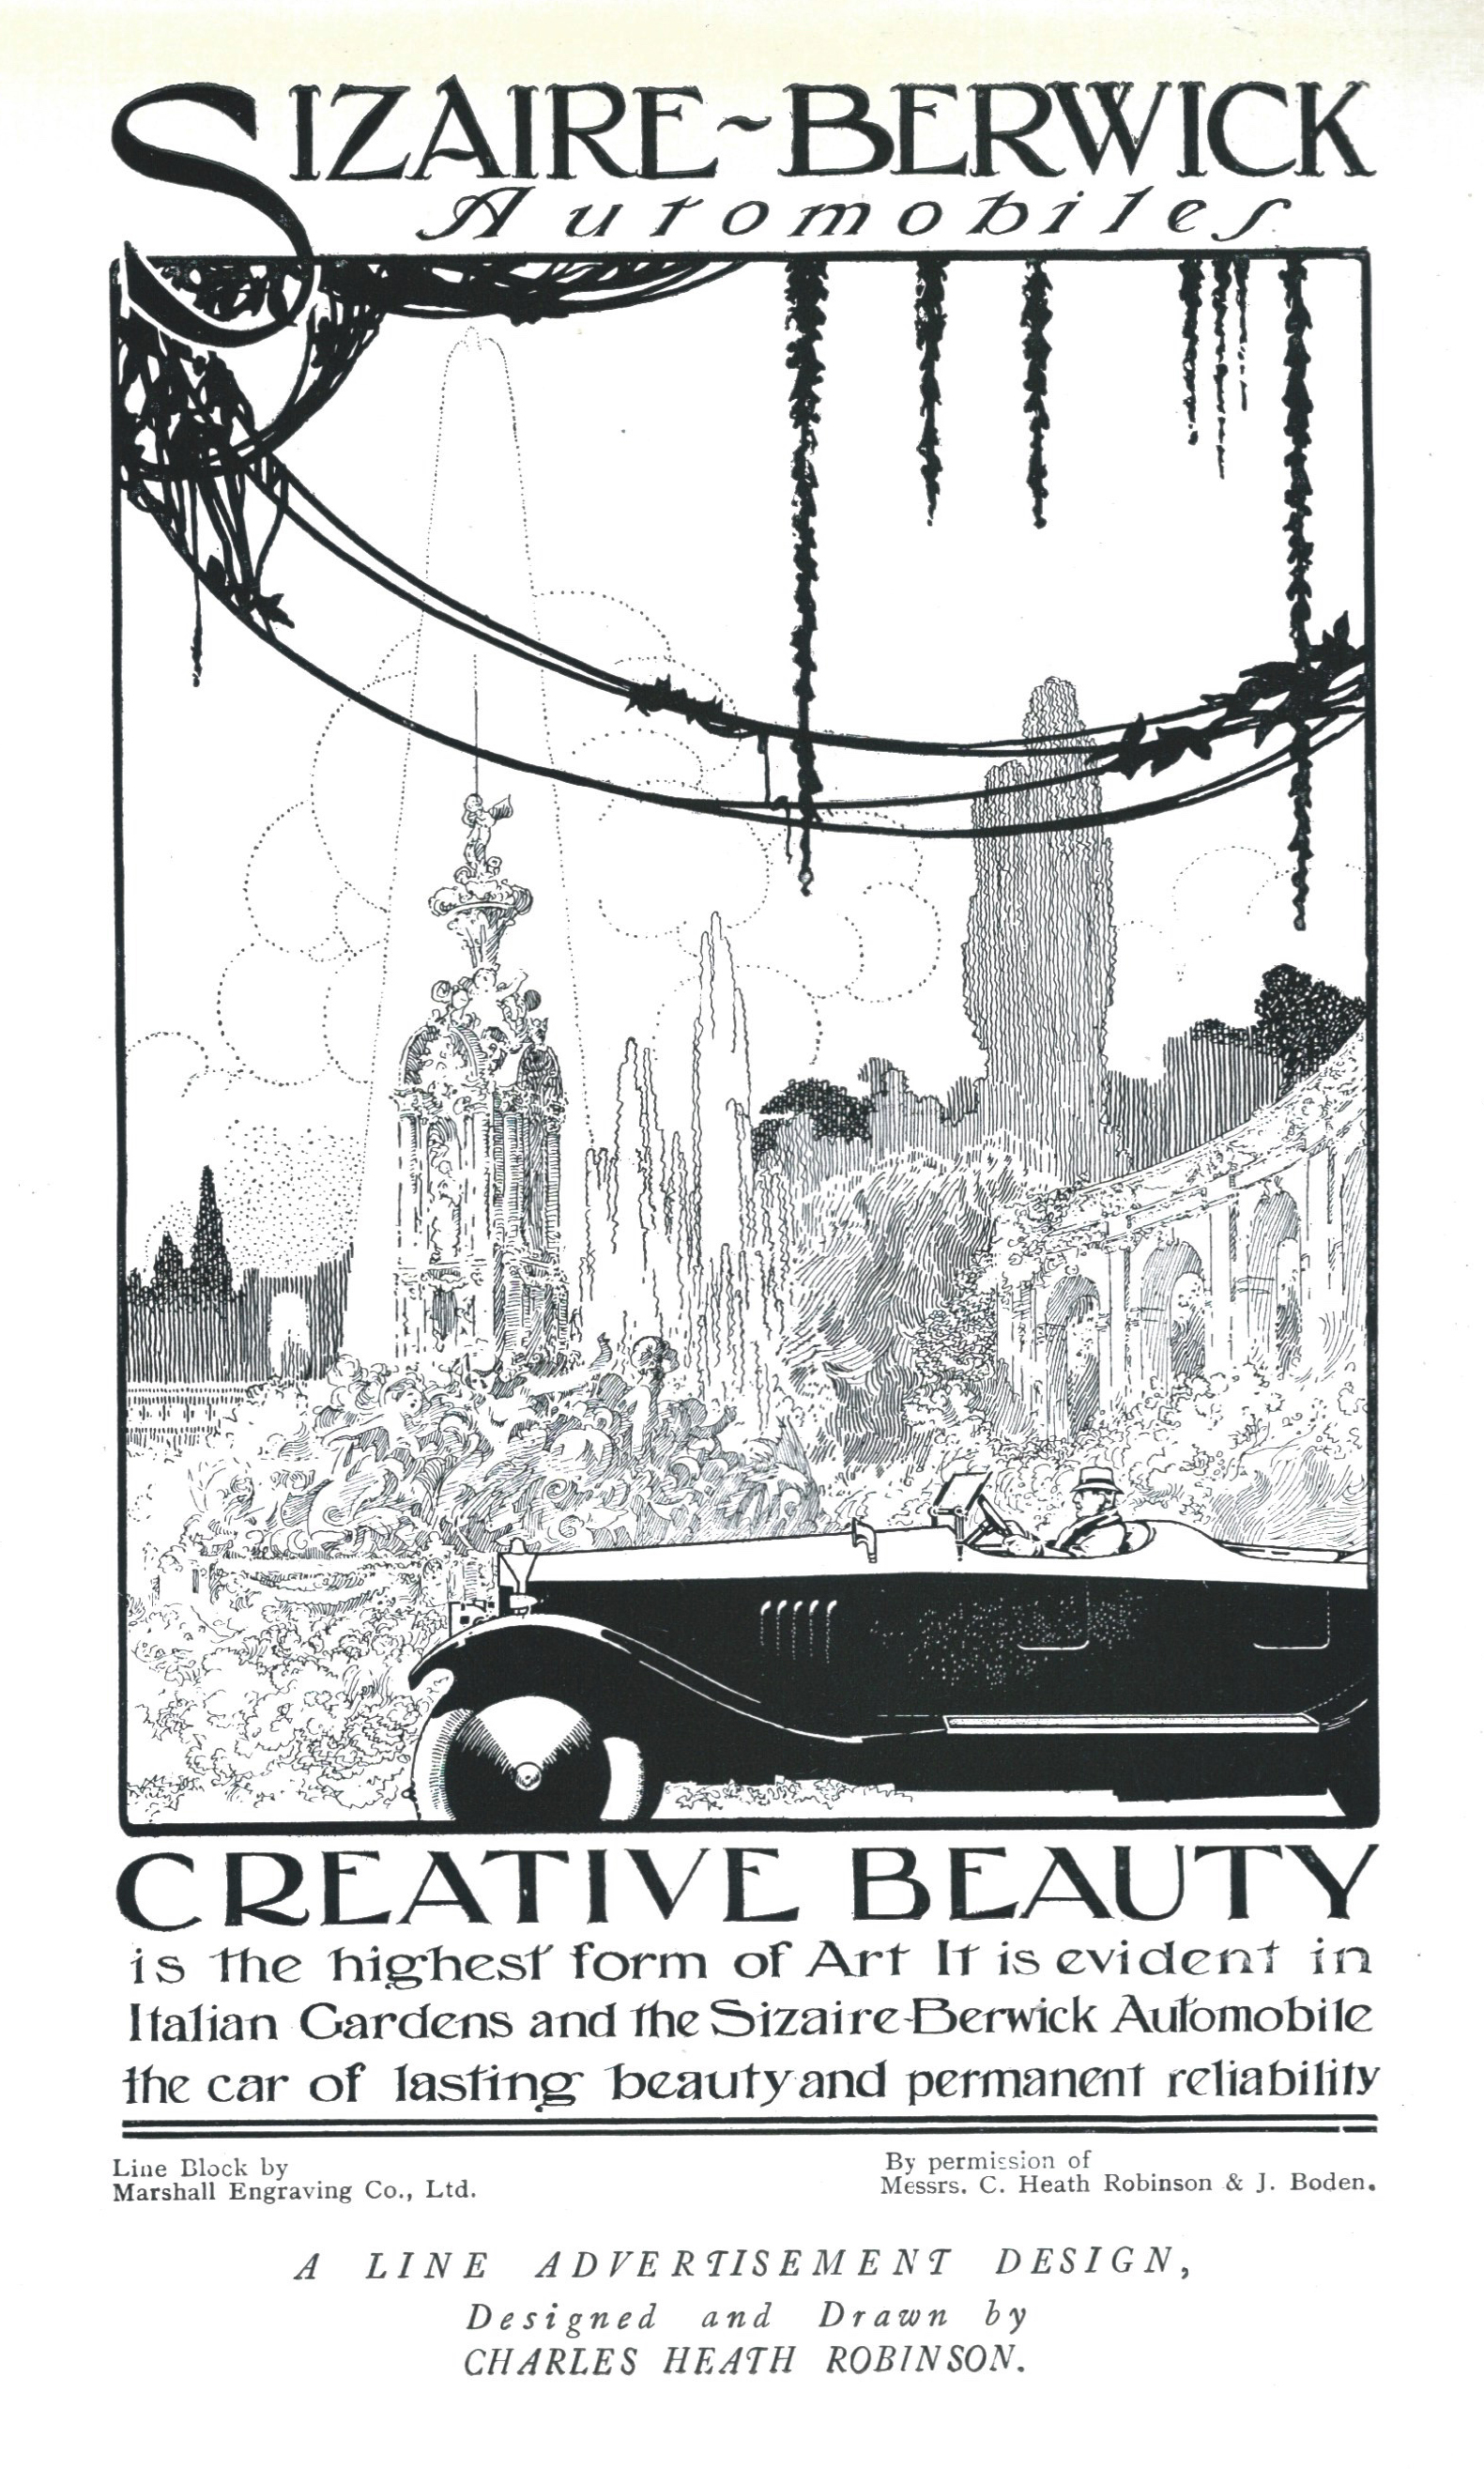 SIZAIRE~BERWICK
Automobiles
CREATIVE BEAUTY
is the highest form of Art It is evident in
Italian Gardens and the Sizaire-Berwick Automobile
the car of lasting beauty and permanent reliability
Line Block by
Marshall Engraving Co., Ltd.
By permission of
Messrs. C. Heath Robinson & J. Boden.
A LINE ADVERTISEMENT DESIGN,
Designed and Drawn by
CHARLES HEATH ROBINSON.